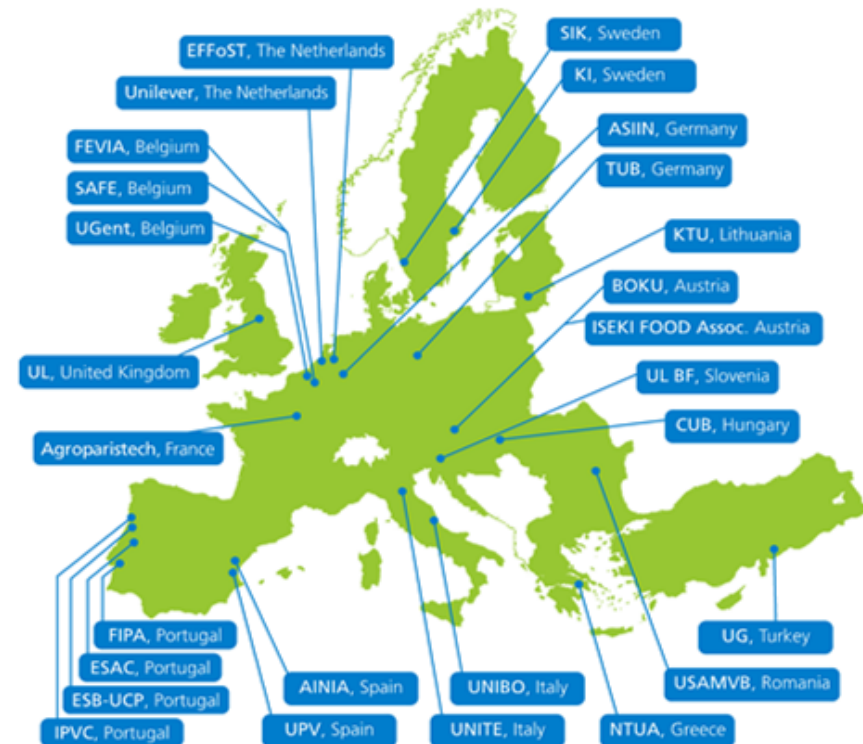 EFFoST, The Netherlands
SIK, Sweden
KI, Sweden
Unilever, The Netherlands
ASIIN, Germany
FEVIA, Belgium
TUB, Germany
SAFE, Belgium
UGent, Belgium
KTU, Lithuania
BOKU, Austria
ISEKI FOOD Assoc. Austria
UL, United Kingdom
UL BF, Slovenia
CUB, Hungary
Agroparistech, France
FIPA, Portugal
UG, Turkey
ESAC, Portugal
AINIA, Spain
UNIBO, Italy
USAMVB, Romania
ESB-UCP, Portugal
IPVC, Portugal
UPV, Spain
UNITE, Italy
NTUA, Greece